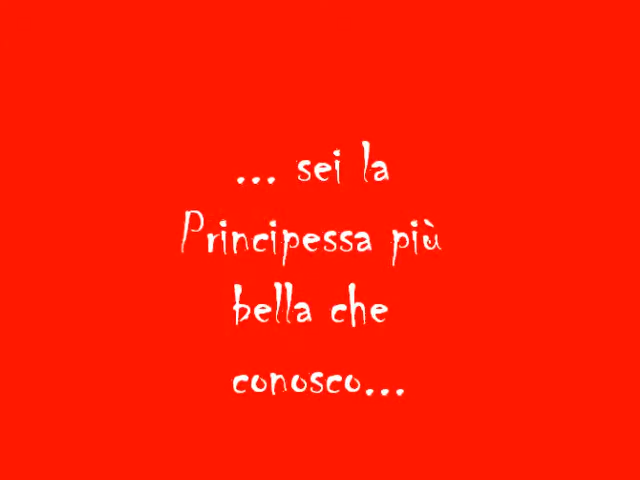 ... sei la
Principessa più
bella che
conosco...